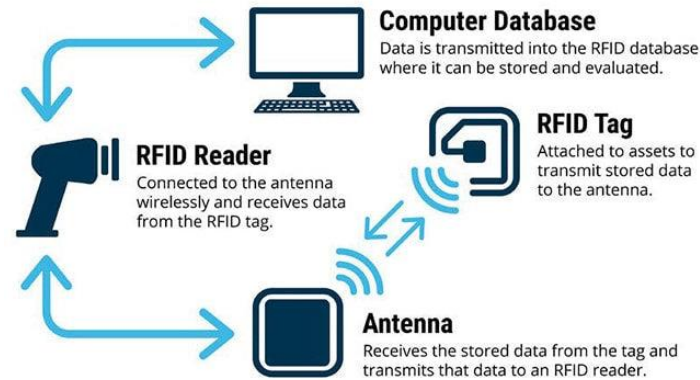 Computer Database
Data is transmitted into the RFID database
where it can be stored and evaluated.
RFID Tag
Attached to assets to
transmit stored data
to the antenna.
RFID Reader
Connected to the antenna
wirelessly and receives data
from the RFID tag.
Antenna
Receives the stored data from the tag and
transmits that data to an RFID reader.